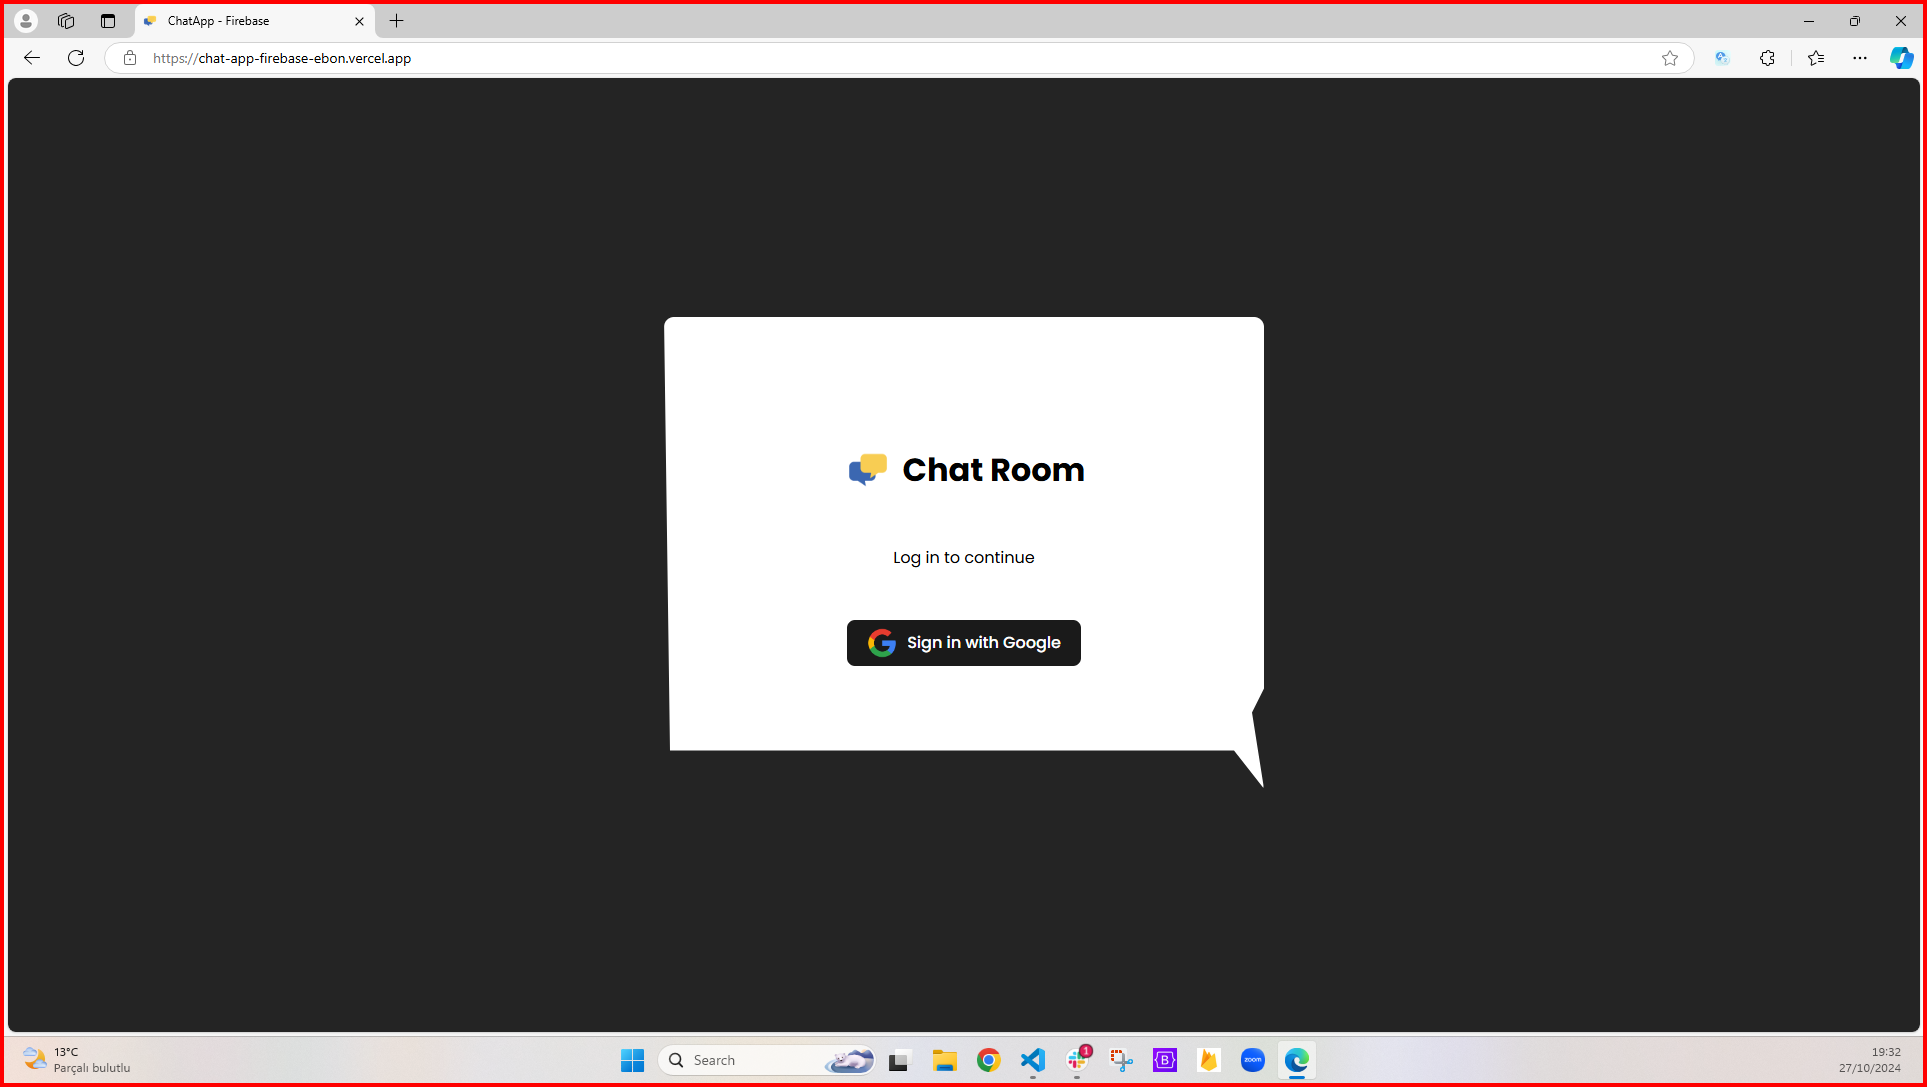 ChatApp - Firebase
https://chat-app-firebase-ebon.vercel.app
Chat Room
Log in to continue
Sign in with Google
13°C
Parçalı bulutlu
Search
1
B
zoom
19:32
27/10/2024